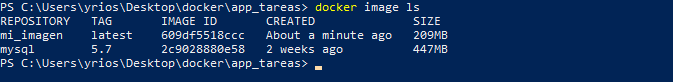 PS C:\Users\yrios\Desktop\docker\app_tareas> docker image ls
REPOSITORY TAG IMAGE ID CREATED SIZE
mi_imagen latest 609df5518ccc About a minute ago 209MB
mysql 5.7 2c9028880e58 2 weeks ago 447MB
PS C:\Users\yrios\Desktop\docker\app_tareas>